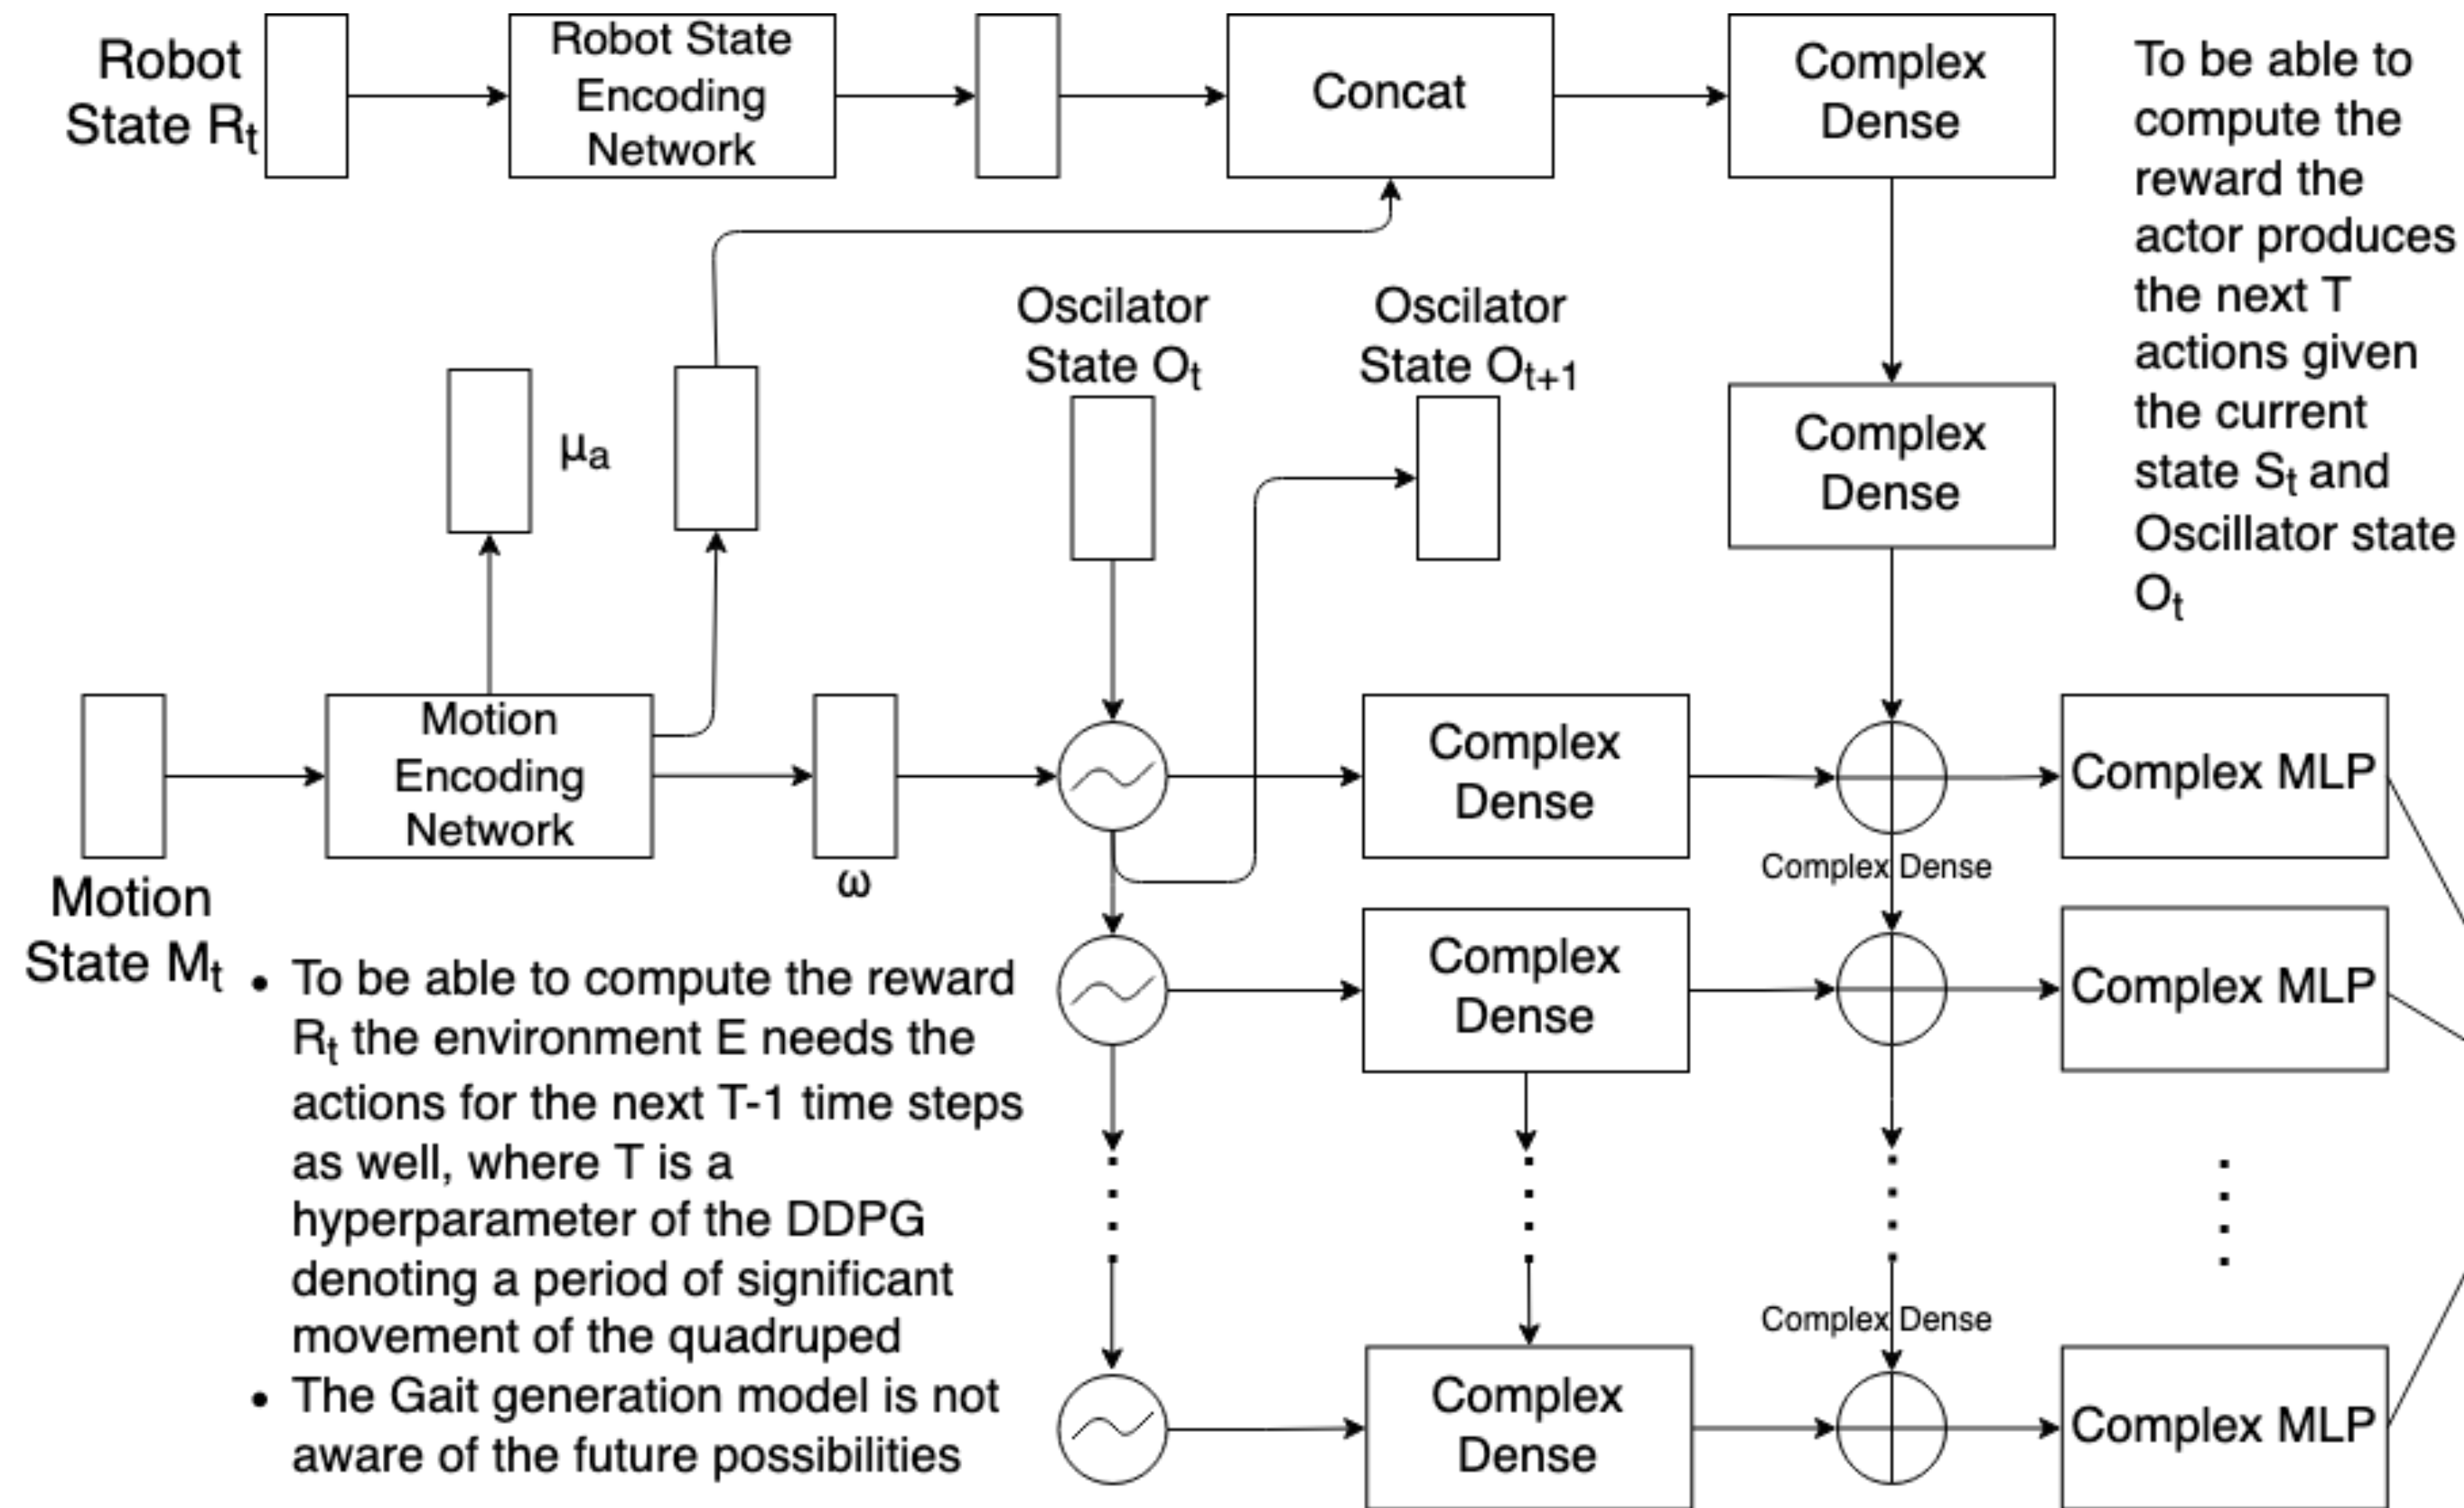 Robot
State Rt
Robot State
Encoding
Network
Concat
Complex
Dense
To be able to
compute the
reward the
actor produces
the next T
actions given
the current
state St and
Oscillator state
Ot
Oscilator
State Ot
Oscilator
State Ot+1
μa
Complex
Dense
Motion
Encoding
Network
ω
Motion
State Mt
Complex
Dense
Complex MLP
Complex Dense
Complex
Dense
Complex MLP
• To be able to compute the reward
Rt the environment E needs the
actions for the next T-1 time steps
as well, where T is a
hyperparameter of the DDPG
denoting a period of significant
movement of the quadruped
• The Gait generation model is not
aware of the future possibilities
Complex Dense
Complex
Dense
Complex MLP